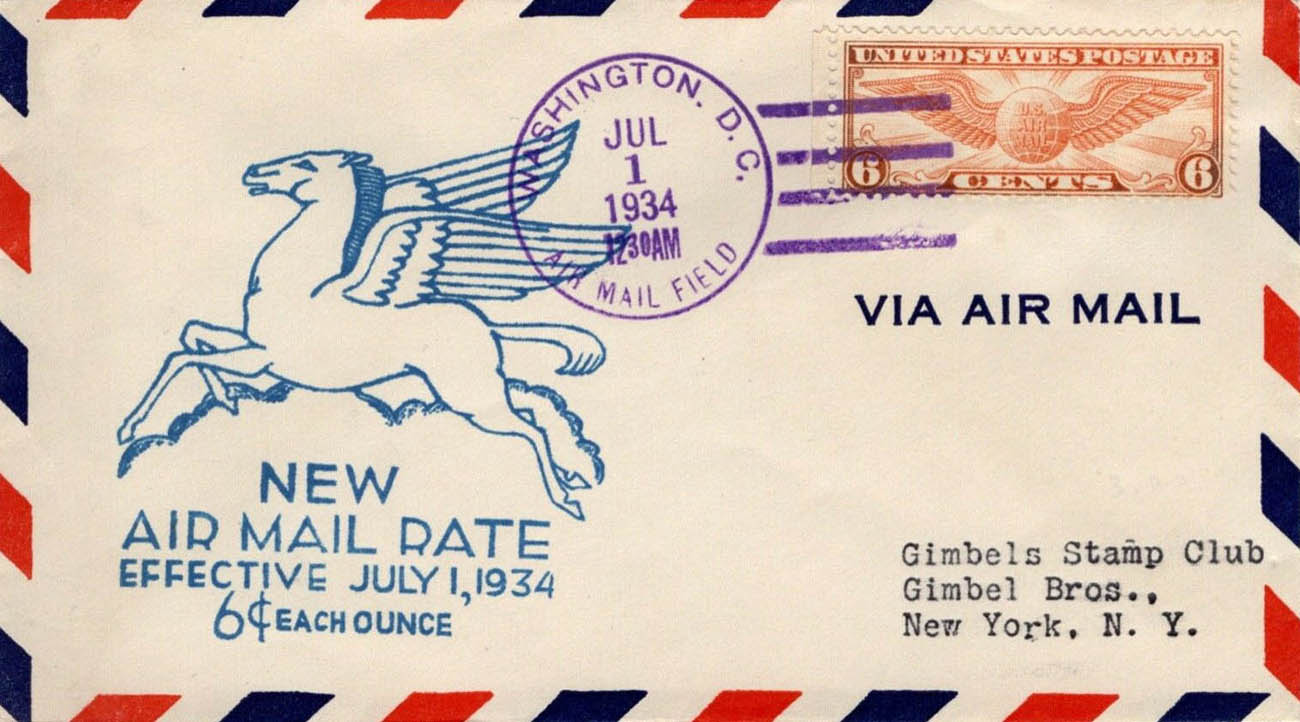 UNITED STATES POSTAGE
U.S.
AIR
MAIL
6 CENTS 6
WASHINGTON. D. C.
JUL
1
1934
1230AM
AIR MAIL FIELD
VIA AIR MAIL
NEW
AIR MAIL RATE
EFFECTIVE JULY 1, 1934
6¢ EACH OUNCE
Gimbels Stamp Club
Gimbel Bros.,
New York, N. Y.